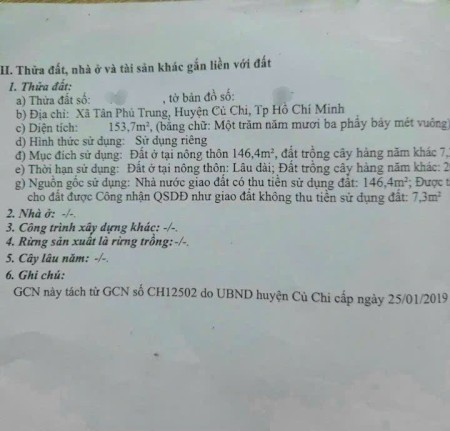 II. Thửa đất, nhà ở và tài sản khác gắn liền với đất
1. Thửa đất:
a) Thửa đất số: , tờ bản đồ số:
b) Địa chỉ: Xã Tân Phú Trung, Huyện Củ Chi, Tp Hồ Chí Minh
c) Diện tích: 153,7m², (bằng chữ: Một trăm năm mươi ba phẩy bảy mét vuông)
d) Hình thức sử dụng: Sử dụng riêng
đ) Mục đích sử dụng: Đất ở tại nông thôn 146,4m², đất trồng cây hàng năm khác 7,
e) Thời hạn sử dụng: Đất ở tại nông thôn: Lâu dài; Đất trồng cây hàng năm khác: 2
g) Nguồn gốc sử dụng: Nhà nước giao đất có thu tiền sử dụng đất: 146,4m²; Được t
cho đất được Công nhận QSDĐ như giao đất không thu tiền sử dụng đất: 7,3m²
2. Nhà ở: -/-.
3. Công trình xây dựng khác: -/-.
4. Rừng sản xuất là rừng trồng: -/-.
5. Cây lâu năm: -/-.
6. Ghi chú:
GCN này tách từ GCN số CH12502 do UBND huyện Củ Chi cấp ngày 25/01/2019